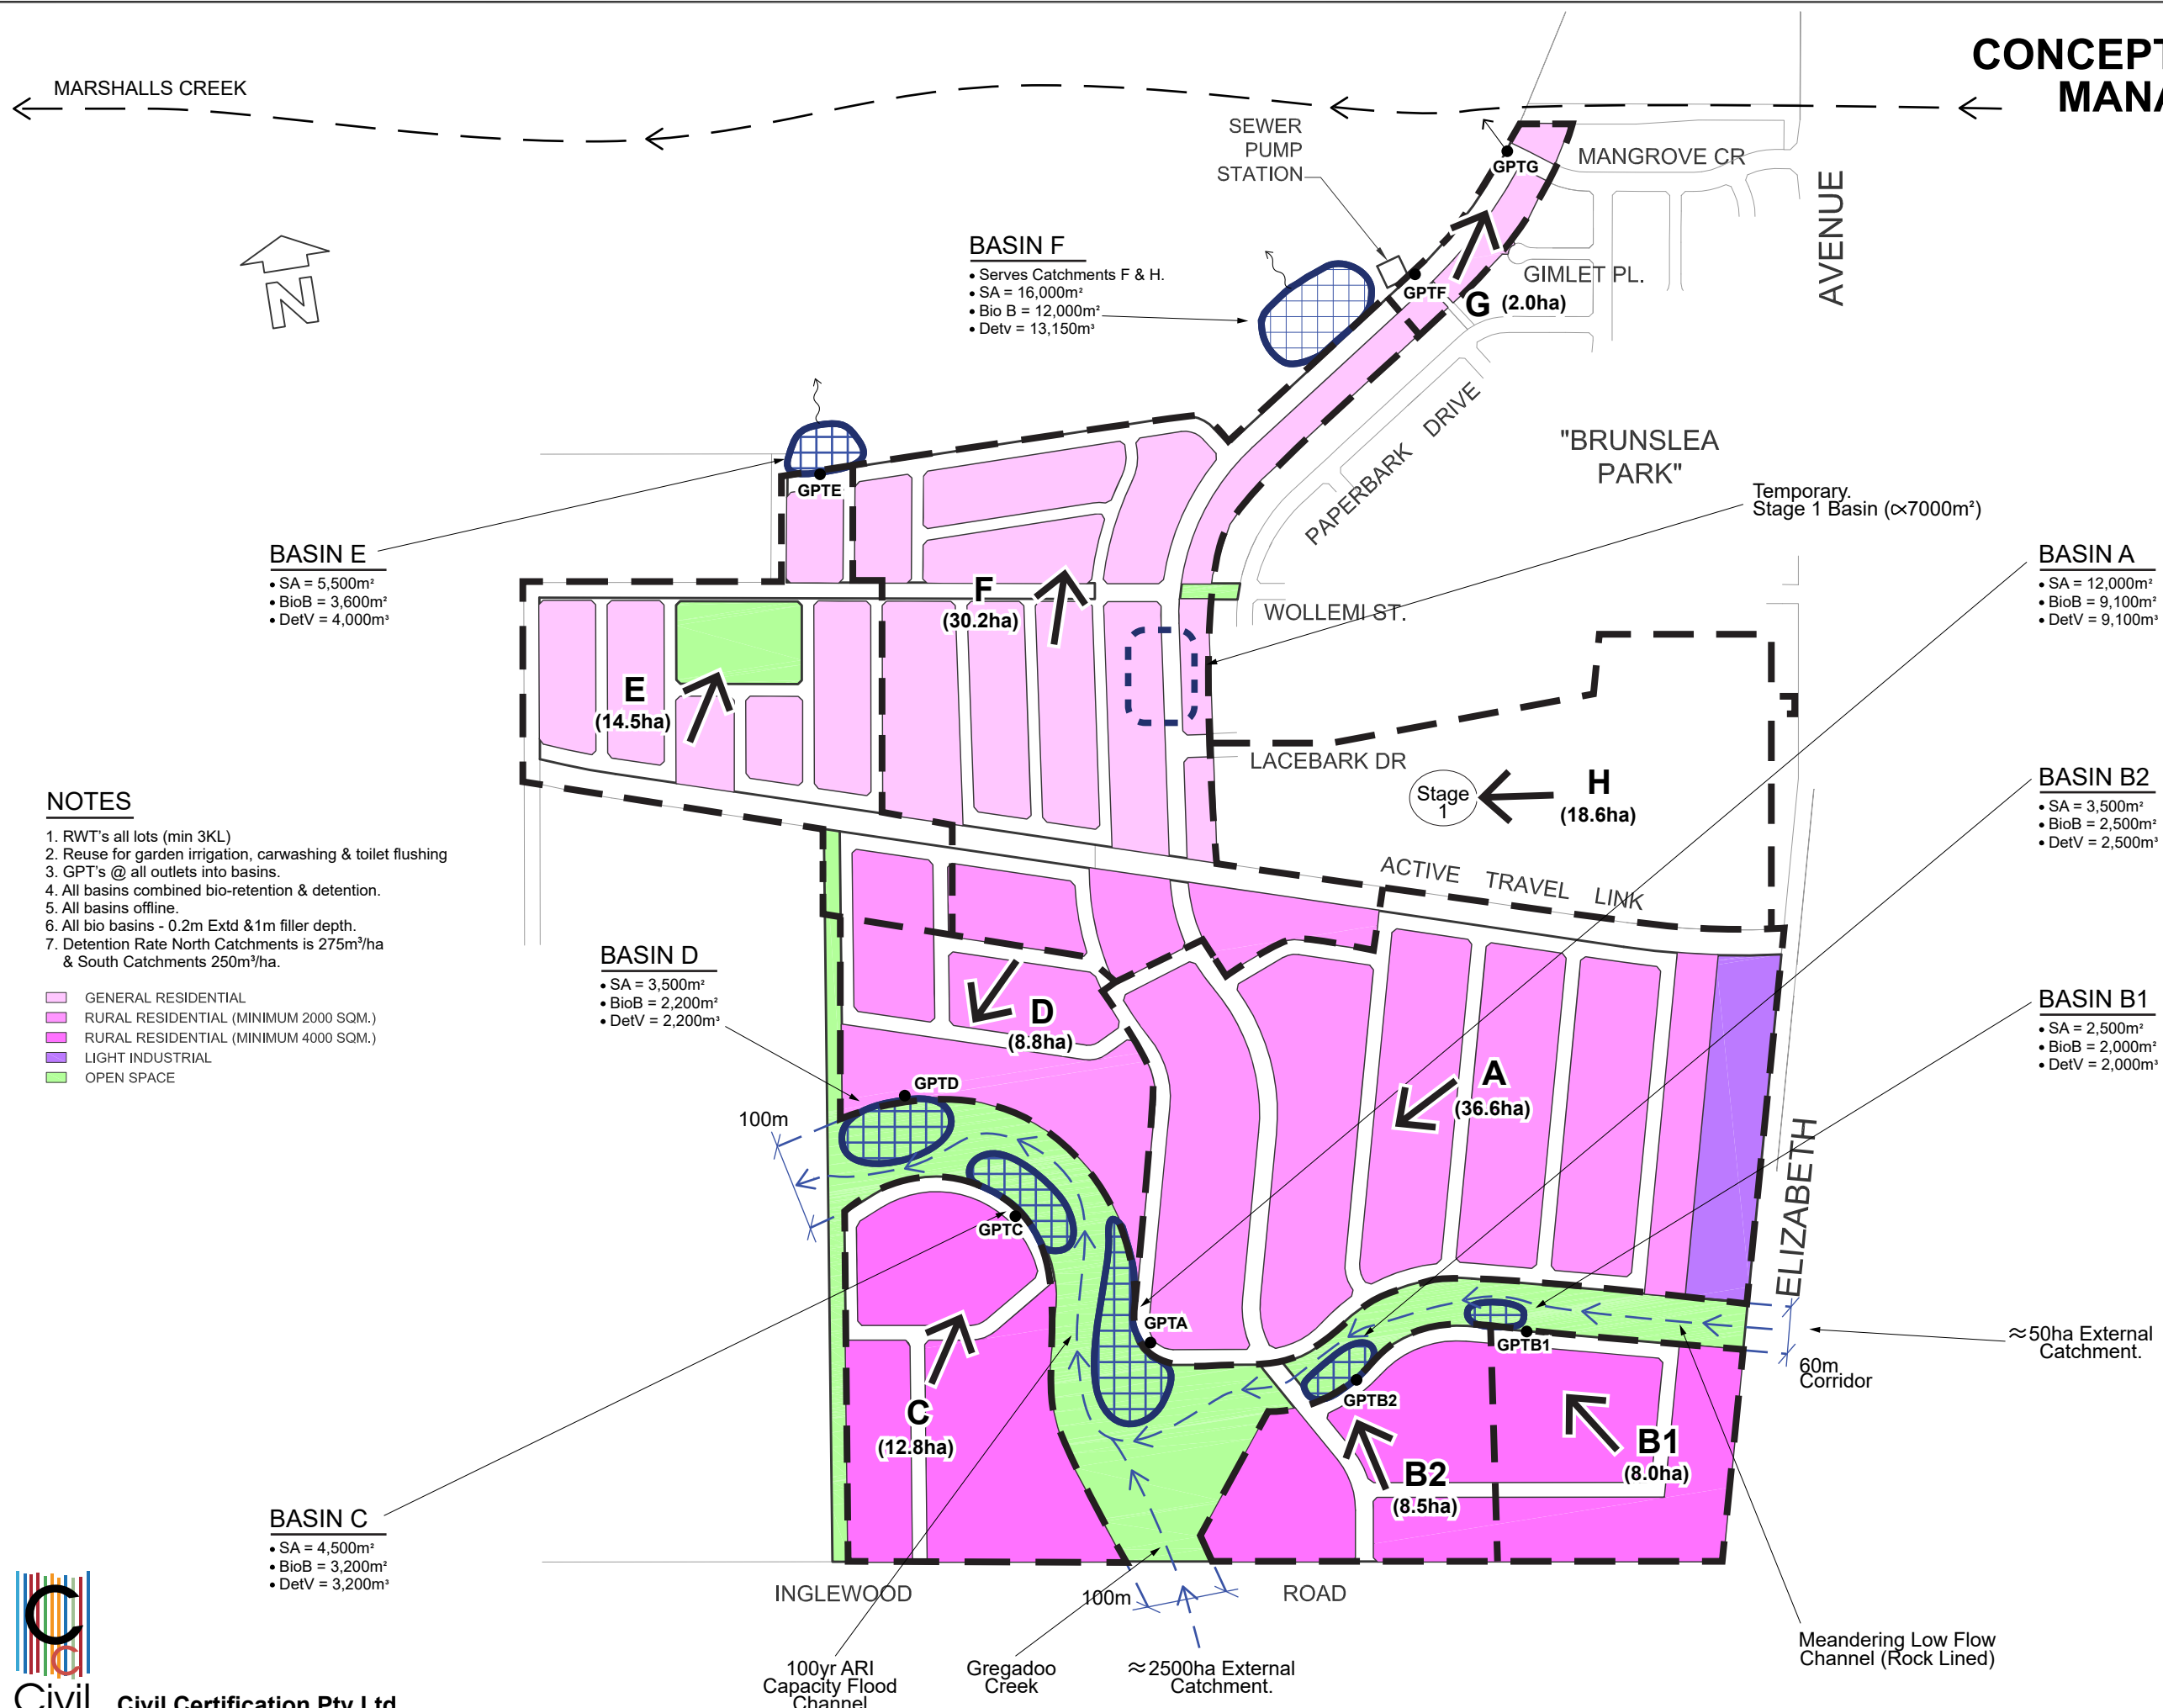 CONCEPT
MANA
MARSHALLS CREEK
SEWER
PUMP
STATION
GPTG
MANGROVE CR
AVENUE
N
BASIN F
• Serves Catchments F & H.
• SA = 16,000m²
• Bio B = 12,000m²
• Detv = 13,150m³
GIMLET PL.
GPTF
G (2.0ha)
PAPERBARK DRIVE
"BRUNSLEA
PARK"
GPTE
Temporary.
Stage 1 Basin (∝7000m²)
BASIN E
• SA = 5,500m²
• BioB = 3,600m²
• DetV = 4,000m³
BASIN A
• SA = 12,000m²
• BioB = 9,100m²
• DetV = 9,100m³
F
(30.2ha)
WOLLEMI ST.
E
(14.5ha)
LACEBARK DR
Stage
1
H
(18.6ha)
BASIN B2
• SA = 3,500m²
• BioB = 2,500m²
• DetV = 2,500m³
NOTES
1. RWT's all lots (min 3KL)
2. Reuse for garden irrigation, carwashing & toilet flushing
3. GPT's @ all outlets into basins.
4. All basins combined bio-retention & detention.
5. All basins offline.
6. All bio basins - 0.2m Extd &1m filler depth.
7. Detention Rate North Catchments is 275m³/ha
& South Catchments 250m³/ha.
GENERAL RESIDENTIAL
RURAL RESIDENTIAL (MINIMUM 2000 SQM.)
RURAL RESIDENTIAL (MINIMUM 4000 SQM.)
LIGHT INDUSTRIAL
OPEN SPACE
ACTIVE TRAVEL LINK
BASIN D
• SA = 3,500m²
• BioB = 2,200m²
• DetV = 2,200m³
D
(8.8ha)
BASIN B1
• SA = 2,500m²
• BioB = 2,000m²
• DetV = 2,000m³
A
(36.6ha)
GPTD
100m
ELIZABETH
GPTC
GPTA
GPTB1
≈50ha External
Catchment.
60m
Corridor
GPTB2
C
(12.8ha)
B1
(8.0ha)
B2
(8.5ha)
BASIN C
• SA = 4,500m²
• BioB = 3,200m²
• DetV = 3,200m³
INGLEWOOD
100m
ROAD
Meandering Low Flow
Channel (Rock Lined)
100yr ARI
Capacity Flood
Channel
Gregadoo
Creek
≈2500ha External
Catchment.
Civil
Civil Certification Pty Ltd